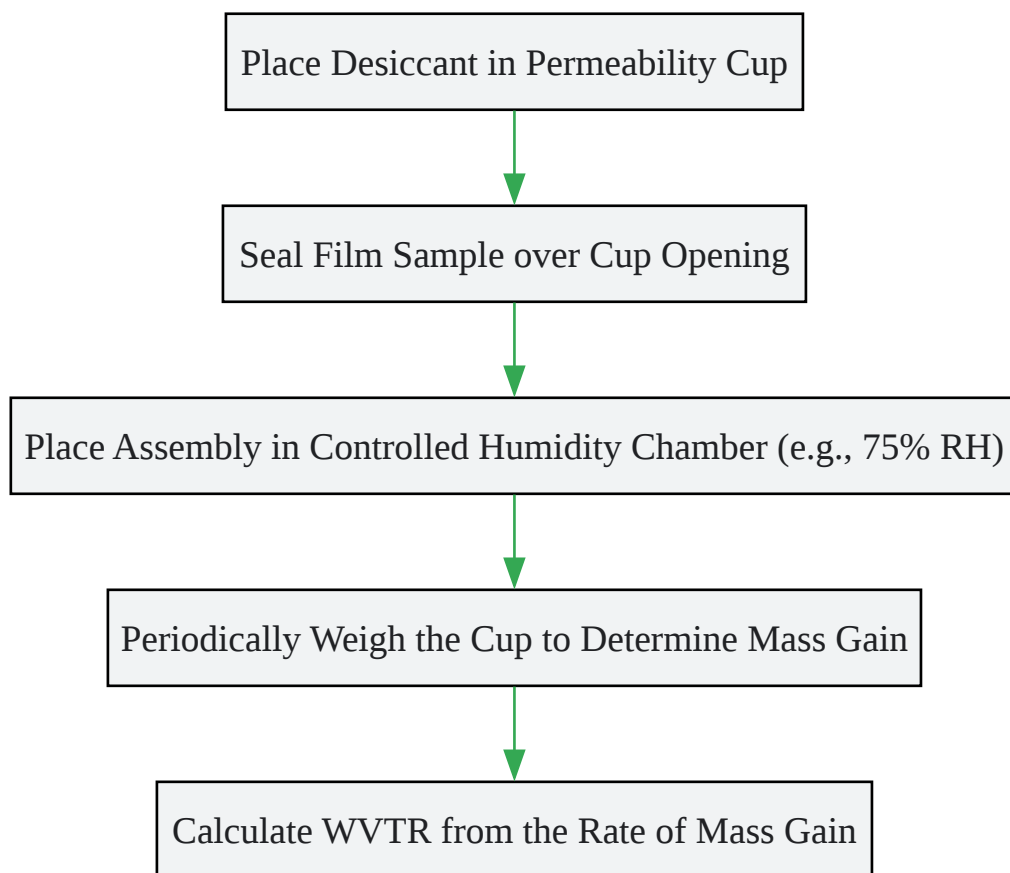 Place Desiccant in Permeability Cup
Seal Film Sample over Cup Opening
Place Assembly in Controlled Humidity Chamber (e.g., 75% RH)
Periodically Weigh the Cup to Determine Mass Gain
Calculate WVTR from the Rate of Mass Gain